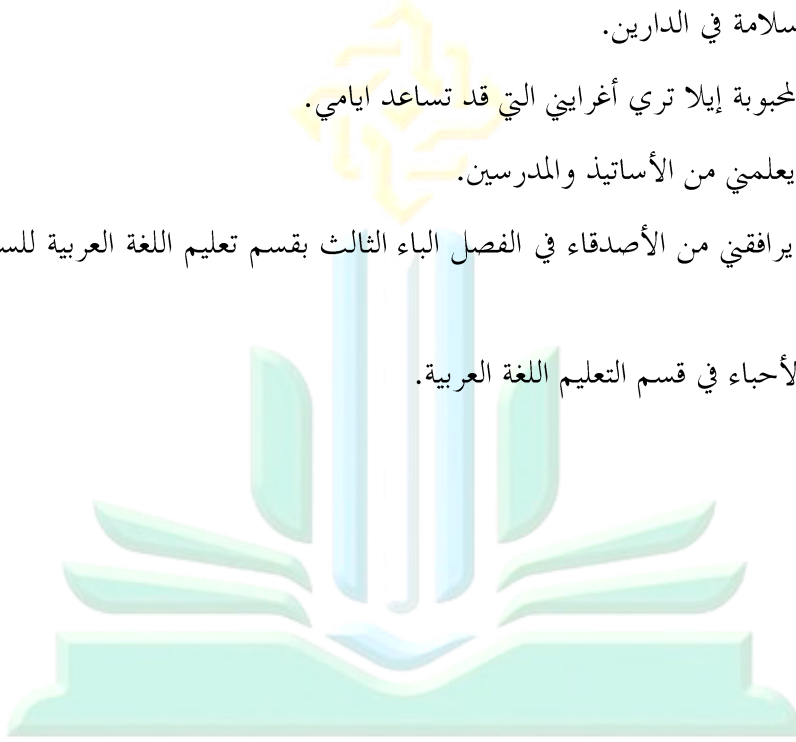 سلامة في الدارين.
لمحبوبة إيلا تري أغرايني التي قد تساعد ايامي.
يعلمني من الأساتيذ والمدرسين.
يرافقني من الأصدقاء في الفصل الباء الثالث بقسم تعليم اللغة العربية للس
لأحباء في قسم التعليم اللغة العربية.